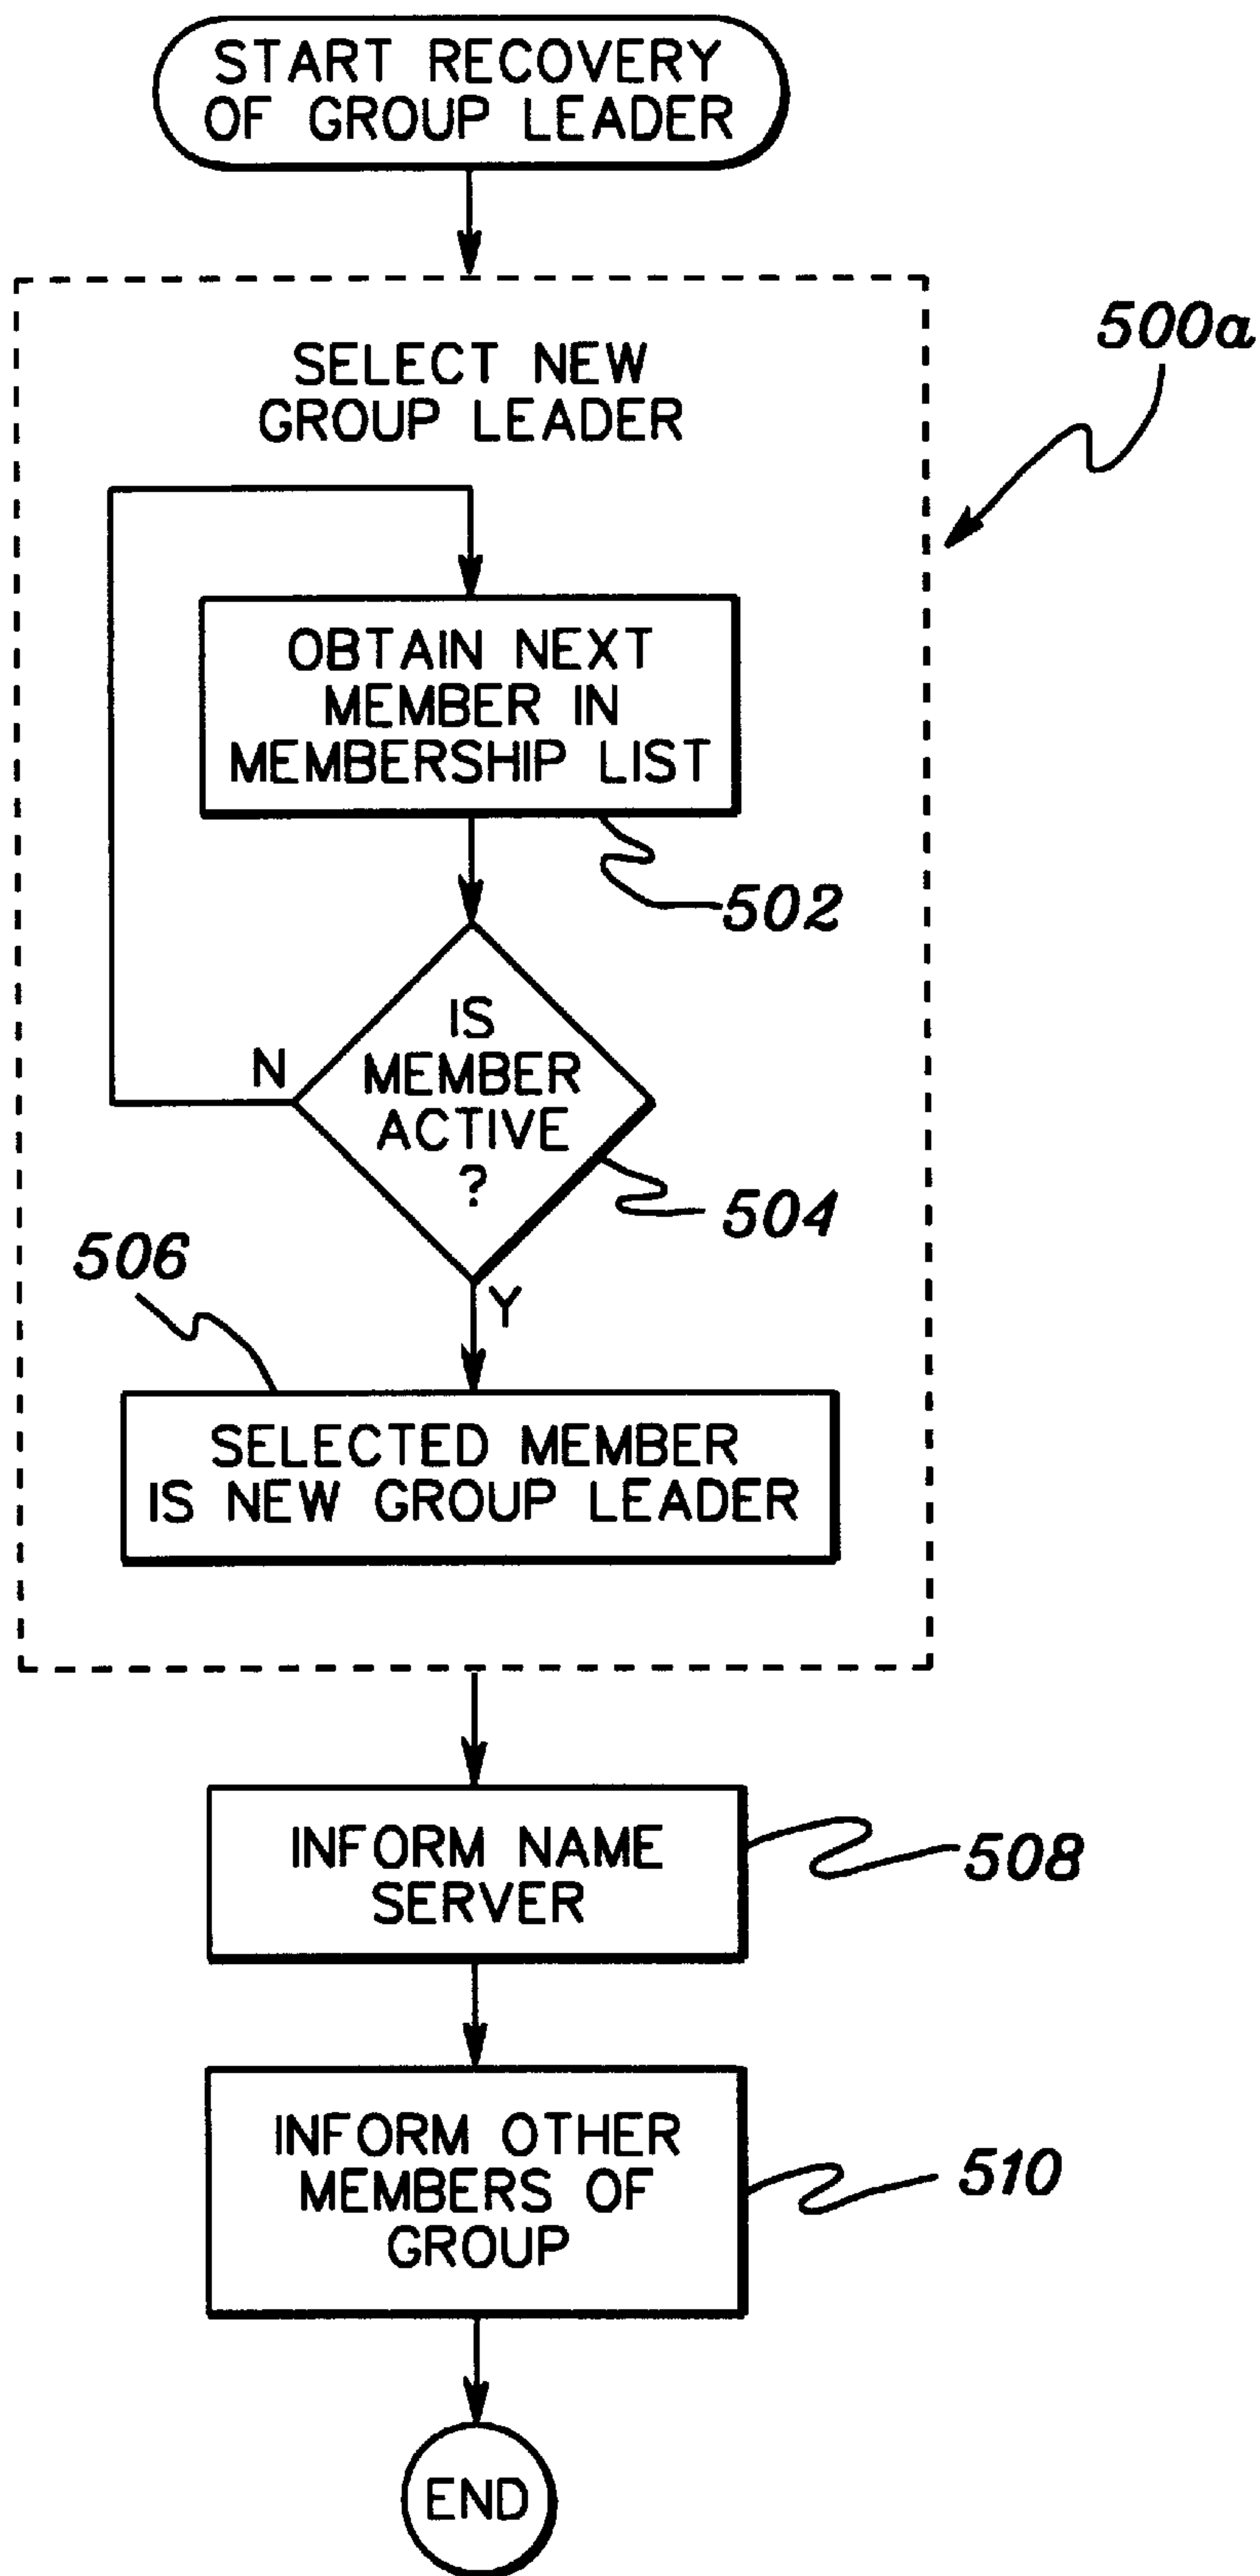 START RECOVERY
OF GROUP LEADER
500a
SELECT NEW
GROUP LEADER
OBTAIN NEXT
MEMBER IN
MEMBERSHIP LIST
502
IS
MEMBER
ACTIVE
?
N
504
Y
506
SELECTED MEMBER
IS NEW GROUP LEADER
INFORM NAME
SERVER
508
INFORM OTHER
MEMBERS OF
GROUP
510
END